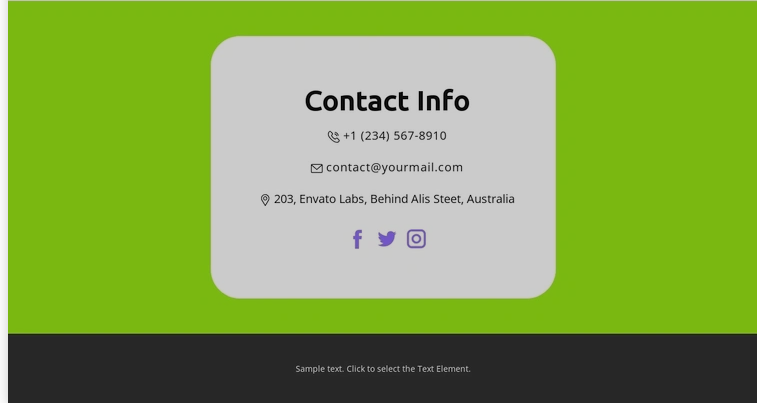 Contact Info
+1 (234) 567-8910
contact@yourmail.com
203, Envato Labs, Behind Alis Steet, Australia
Sample text. Click to select the Text Element.